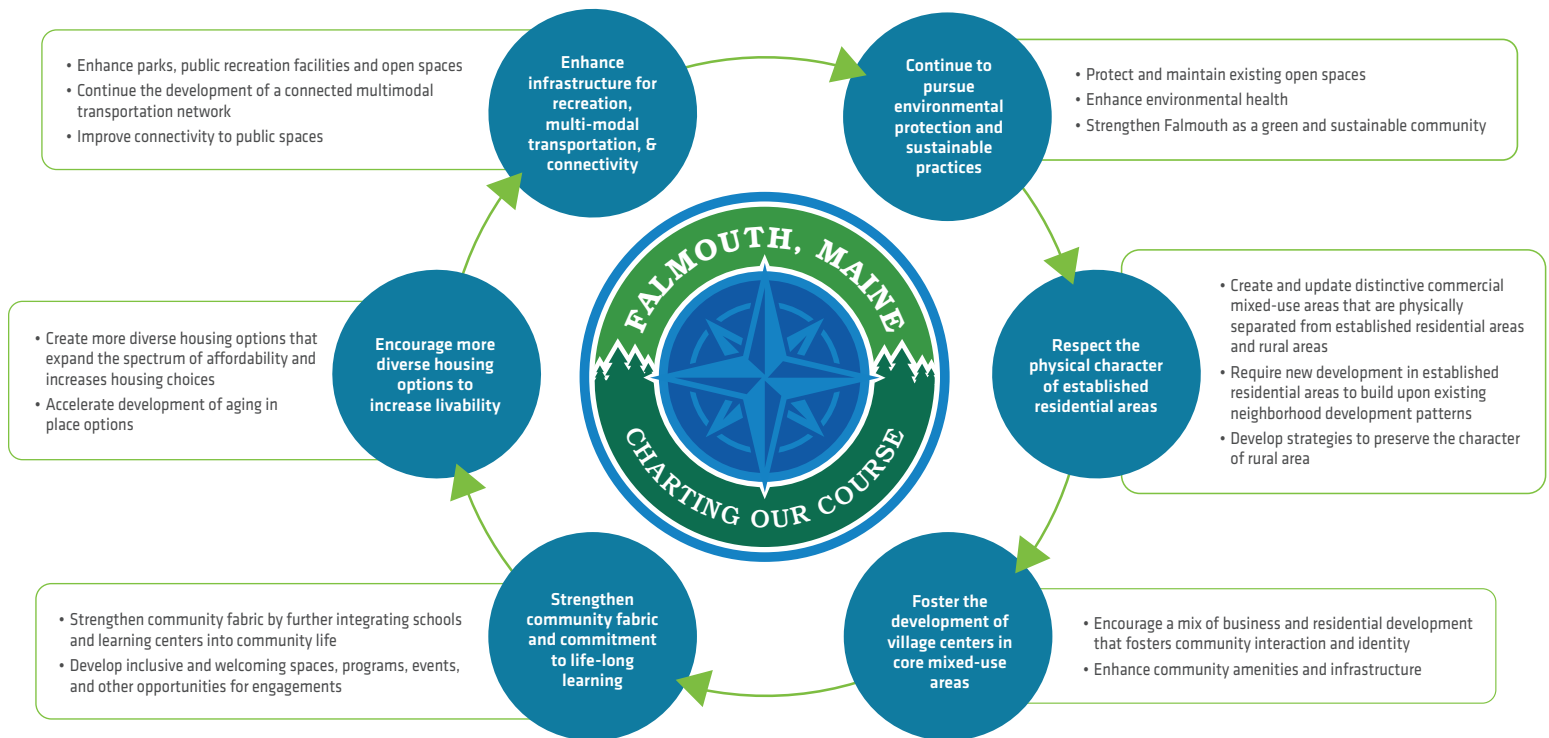 Enhance
infrastructure for
recreation,
multi-modal
transportation, &
connectivity
• Enhance parks, public recreation facilities and open spaces
• Continue the development of a connected multimodal
transportation network
• Improve connectivity to public spaces
Continue to
pursue
environmental
protection and
sustainable
practices
• Protect and maintain existing open spaces
• Enhance environmental health
• Strengthen Falmouth as a green and sustainable community
Respect the
physical character
of established
residential areas
• Create and update distinctive commercial
mixed-use areas that are physically
separated from established residential areas
and rural areas
• Require new development in established
residential areas to build upon existing
neighborhood development patterns
• Develop strategies to preserve the character
of rural area
Foster the
development of
village centers in
core mixed-use
areas
• Encourage a mix of business and residential development
that fosters community interaction and identity
• Enhance community amenities and infrastructure
Strengthen
community fabric
and commitment
to life-long
learning
• Strengthen community fabric by further integrating schools
and learning centers into community life
• Develop inclusive and welcoming spaces, programs, events,
and other opportunities for engagements
Encourage more
diverse housing
options to
increase livability
• Create more diverse housing options that
expand the spectrum of affordability and
increases housing choices
• Accelerate development of aging in
place options
FALMOUTH, MAINE
CHARTING OUR COURSE